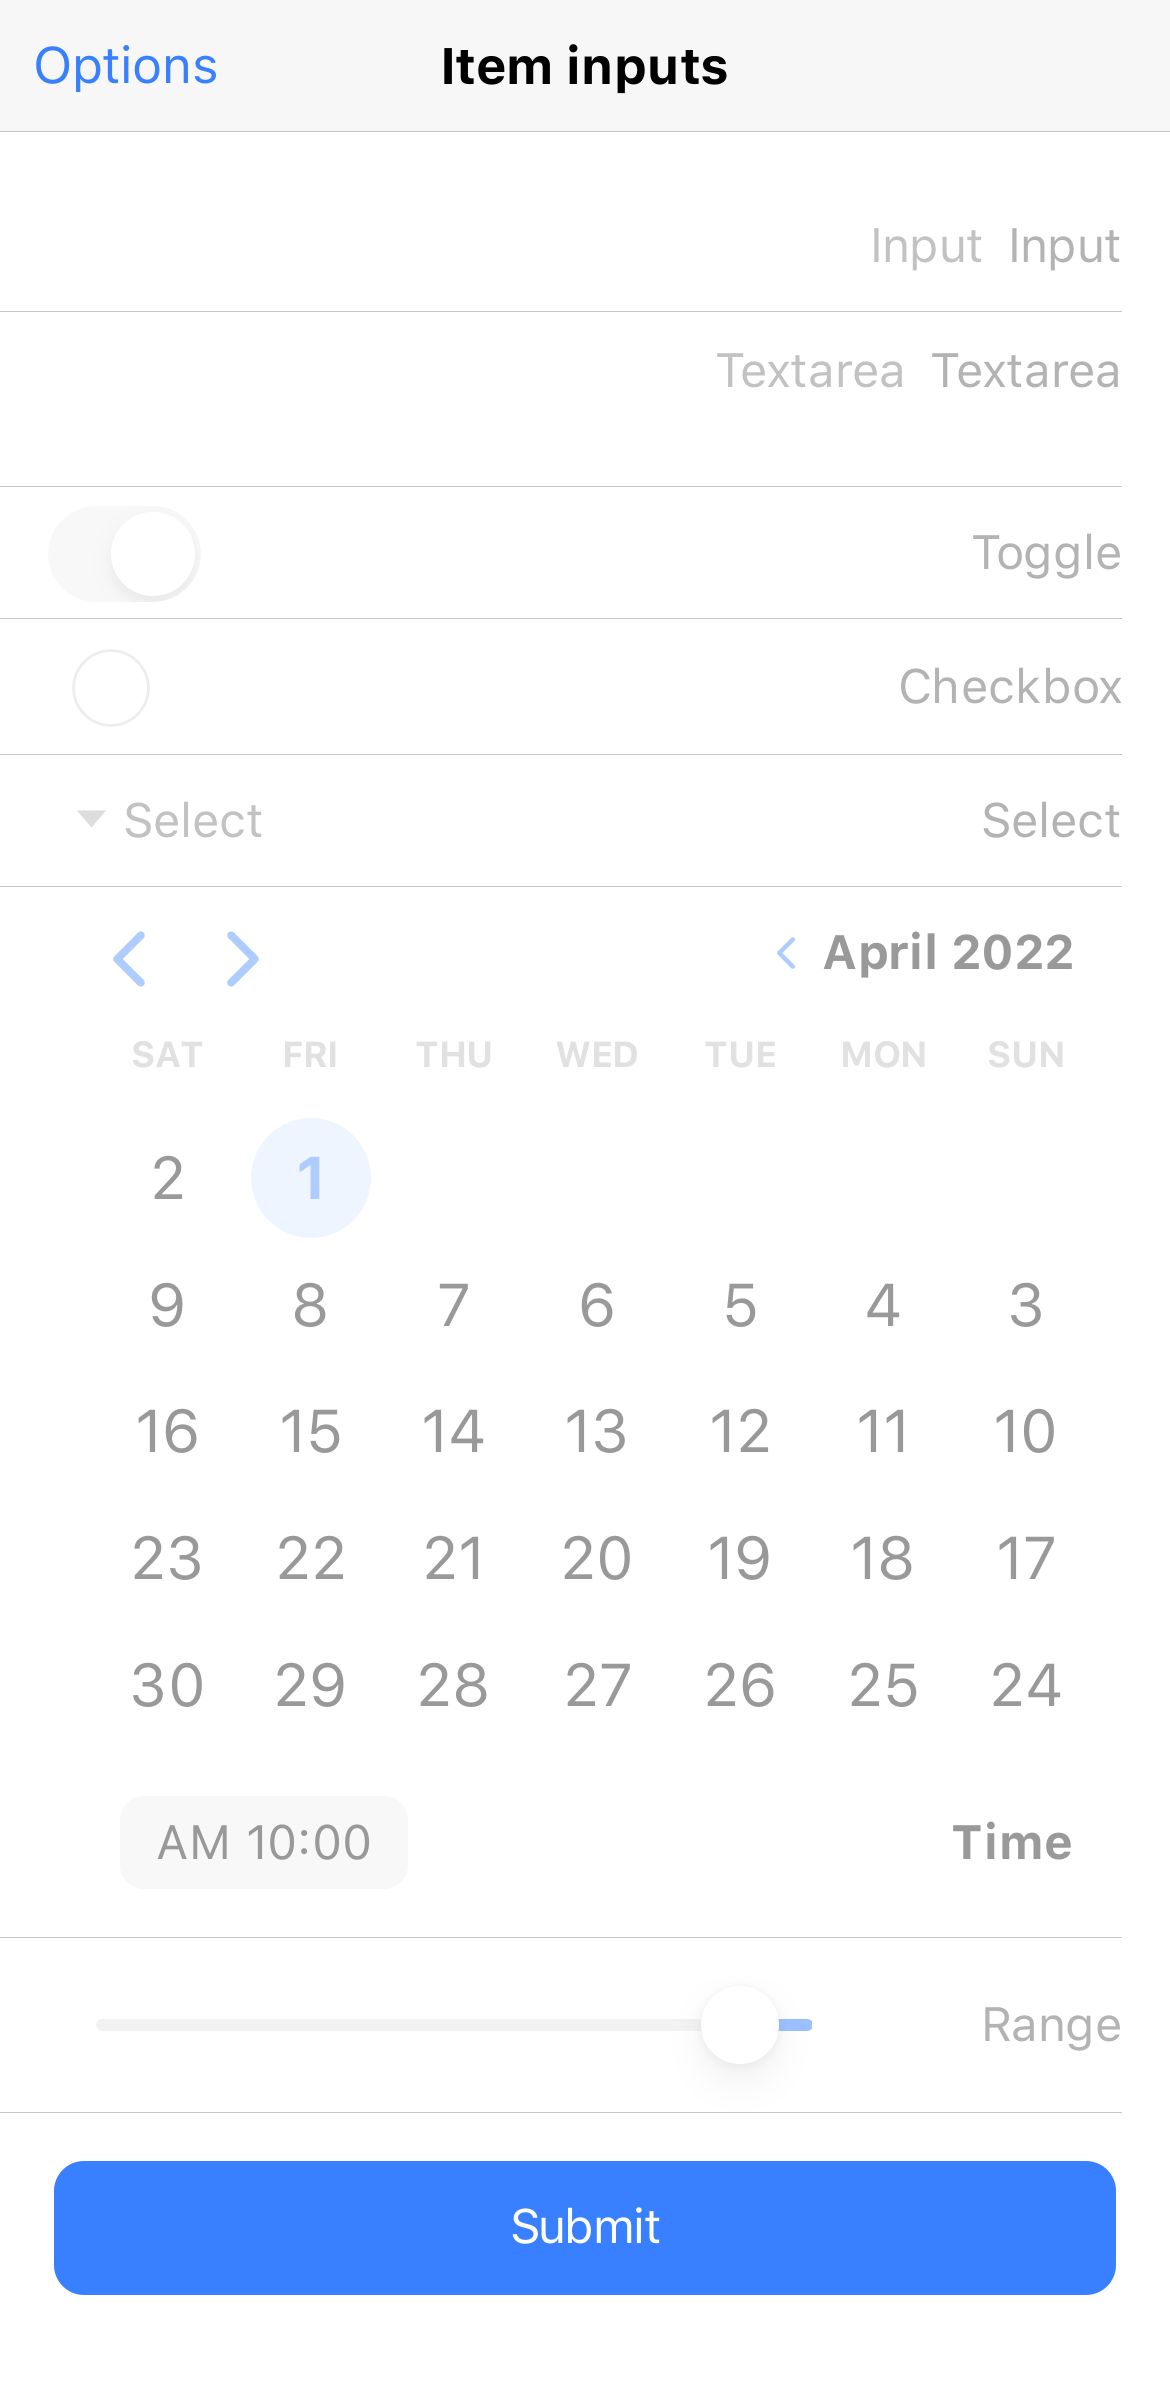 Options Item inputs
Input Input
Textarea Textarea
Toggle
Checkbox
Select Select
April 2022
SAT FRI THU WED TUE MON SUN
2 1
9 8 7 6 5 4 3
16 15 14 13 12 11 10
23 22 21 20 19 18 17
30 29 28 27 26 25 24
AM 10:00 Time
Range
Submit